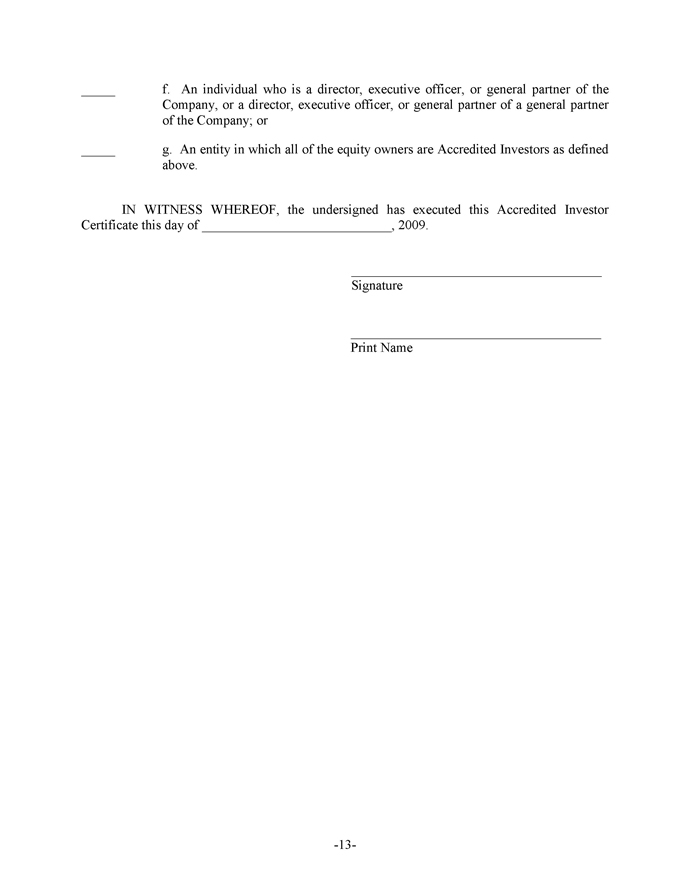 _____ f. An individual who is a director, executive officer, or general partner of the
Company, or a director, executive officer, or general partner of a general partner
of the Company; or
_____ g. An entity in which all of the equity owners are Accredited Investors as defined
above.
IN WITNESS WHEREOF, the undersigned has executed this Accredited Investor
Certificate this day of ____________________________, 2009.
_____________________________________
Signature
_____________________________________
Print Name
-13-